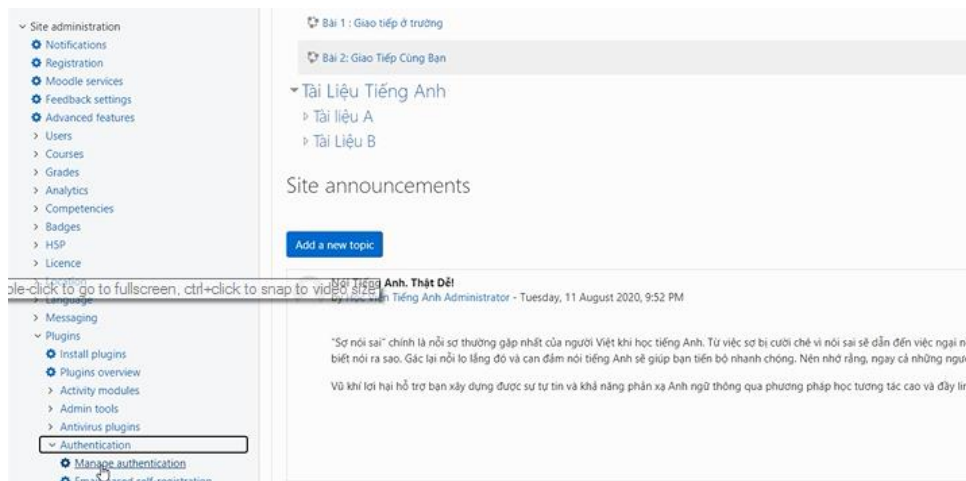 Site administration
Notifications
Registration
Moodle services
Feedback settings
Advanced features
Users
Courses
Grades
Analytics
Competencies
Badges
H5P
Licence
Location
Language
Messaging
Plugins
Install plugins
Plugins overview
Activity modules
Admin tools
Antivirus plugins
Authentication
Manage authentication
Email-based self-registration
ble-click to go to fullscreen, ctrl+click to snap to video size
Bài 1 : Giao tiếp ở trường
Bài 2: Giao Tiếp Cùng Bạn
Tài Liệu Tiếng Anh
Tài liệu A
Tài Liệu B
Site announcements
Add a new topic
Nói Tiếng Anh. Thật Dễ!
by Học Viện Tiếng Anh Administrator - Tuesday, 11 August 2020, 9:52 PM
"Sợ nói sai" chính là nỗi sợ thường gặp nhất của người Việt khi học tiếng Anh. Từ việc sợ bị cười chê vì nói sai sẽ dẫn đến việc ngại
biết nói ra sao. Gác lại nỗi lo lắng đó và can đảm nói tiếng Anh sẽ giúp bạn tiến bộ nhanh chóng. Nên nhớ rằng, ngay cả những
Vũ khí lợi hại hỗ trợ bạn xây dựng được sự tự tin và khả năng phản xạ Anh ngữ thông qua phương pháp học tương tác cao và đầy